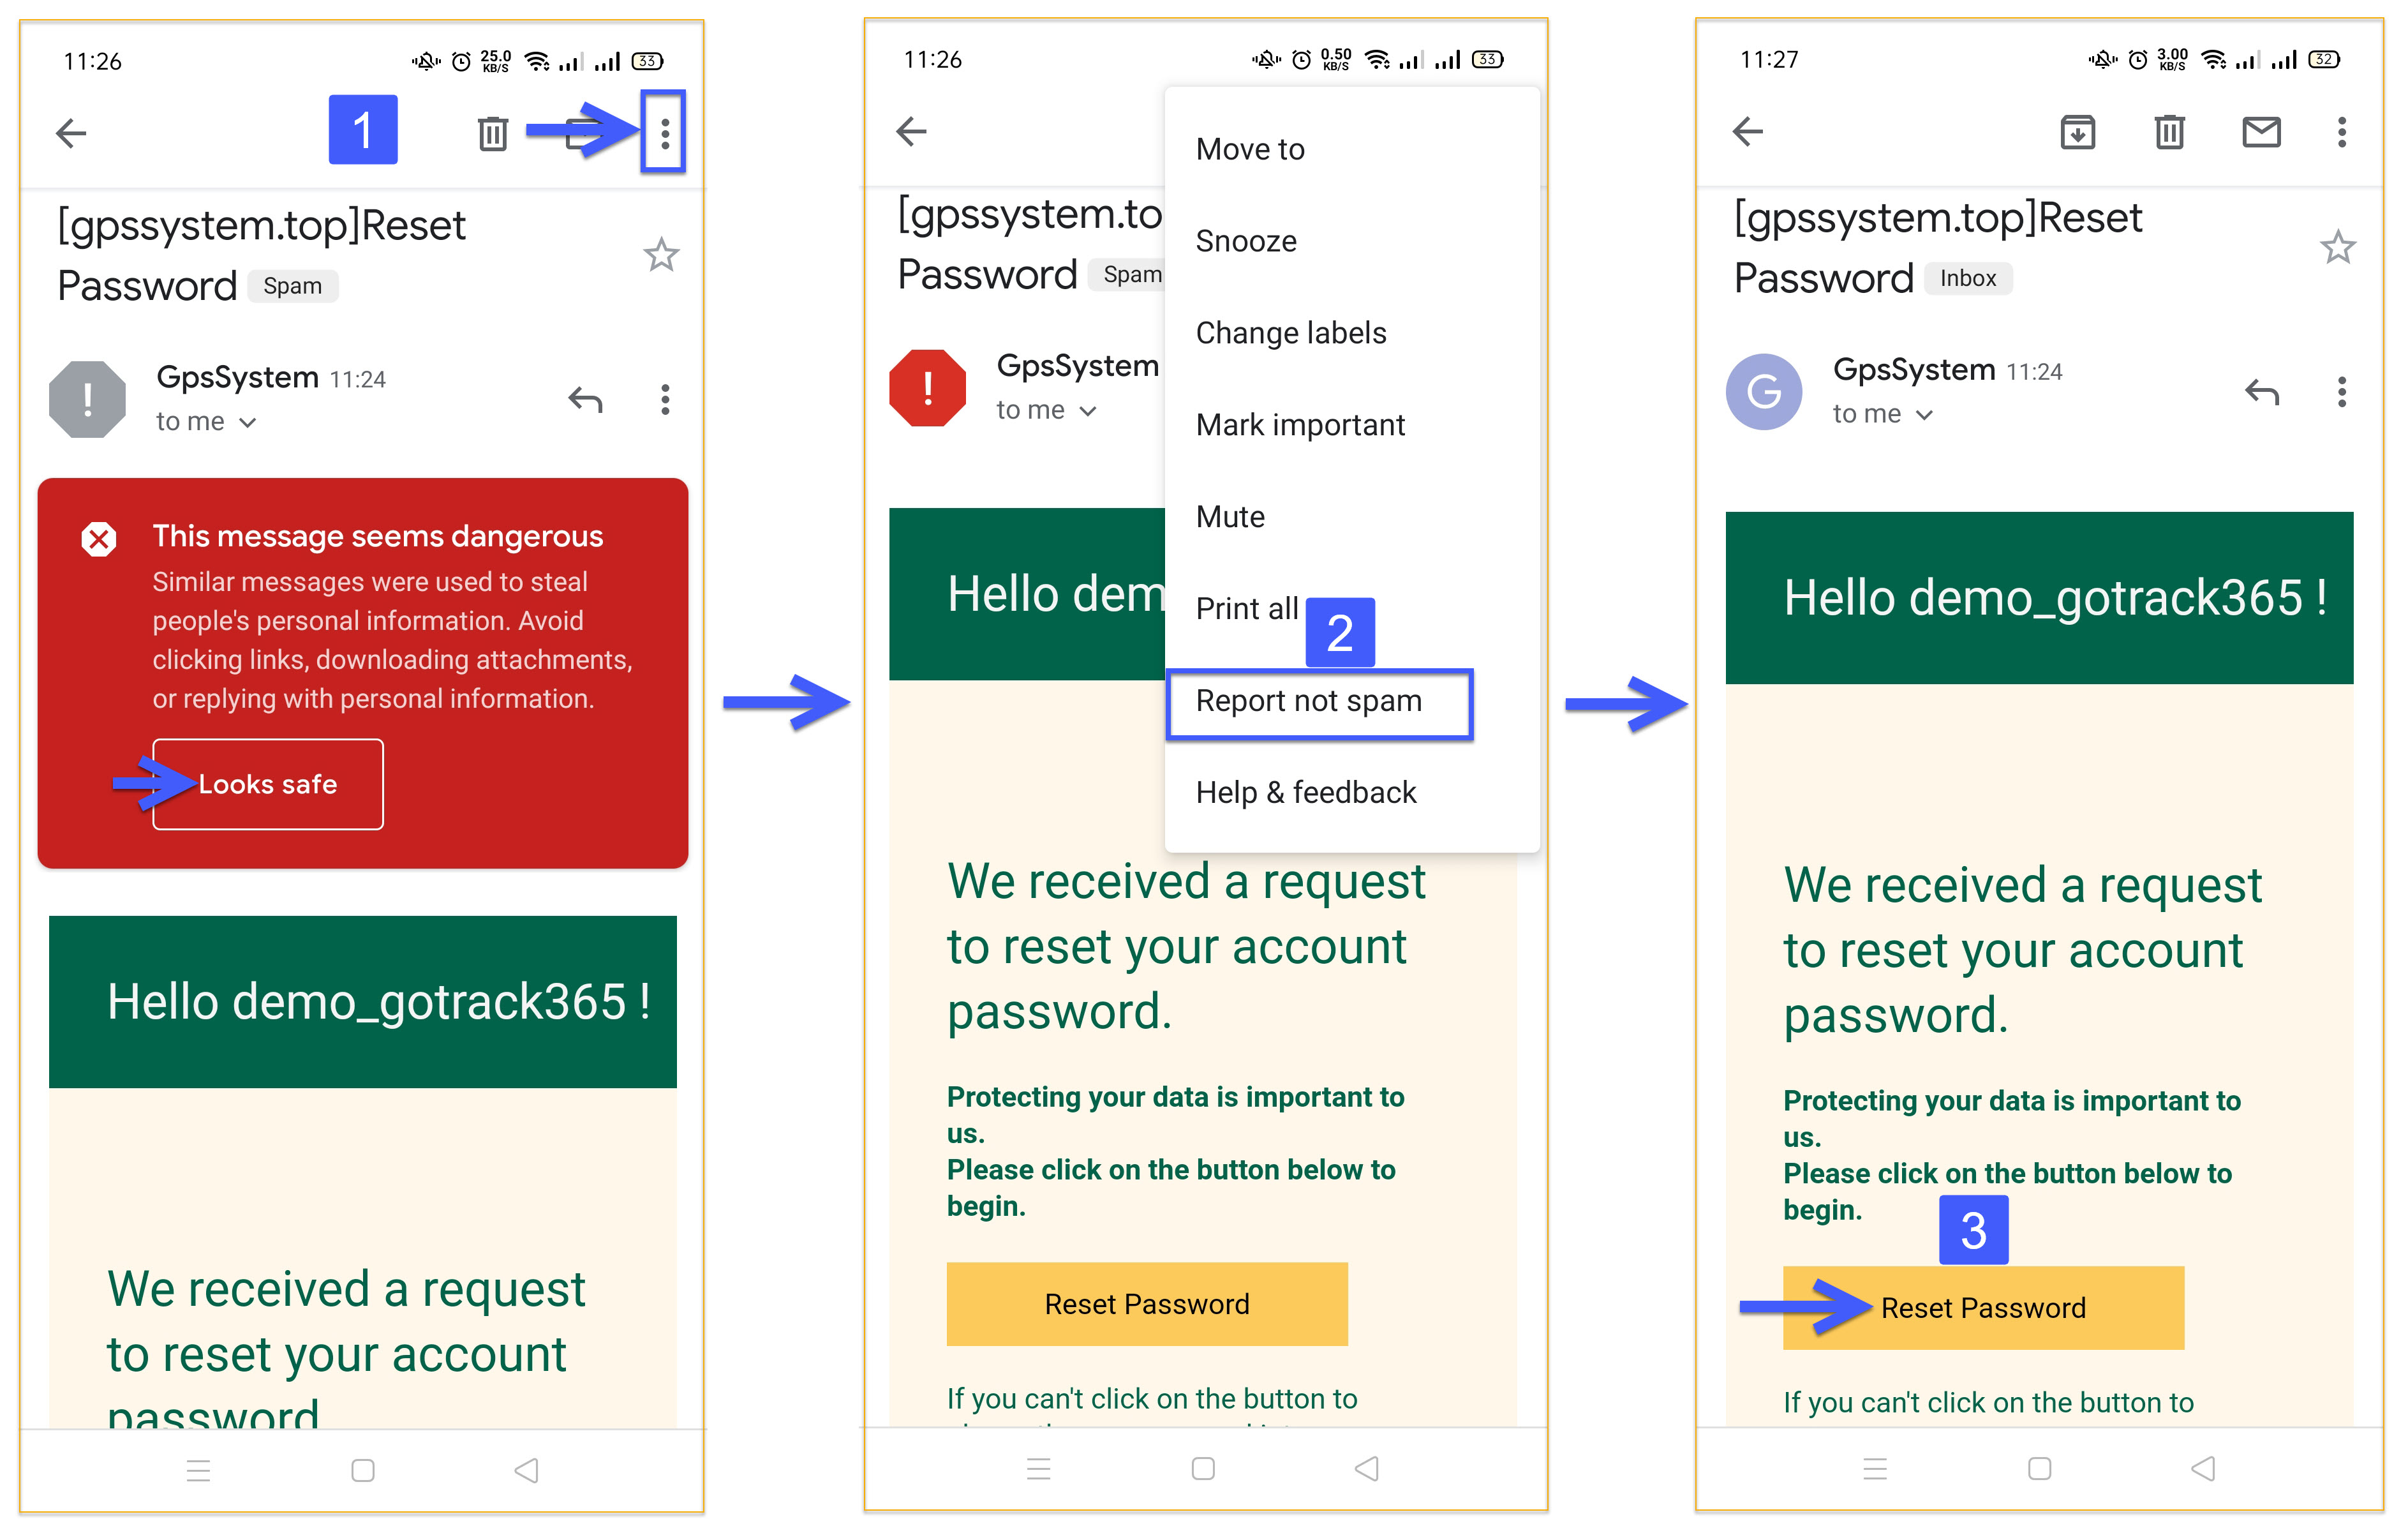 11:26
25.0
KB/S
33
1
[gpssystem.top]Reset
Password Spam
! GpsSystem 11:24
to me
This message seems dangerous
Similar messages were used to steal
people's personal information. Avoid
clicking links, downloading attachments,
or replying with personal information.
Looks safe
Hello demo_gotrack365 !
We received a request
to reset your account
password
11:26
0.50
KB/S
33
Move to
Snooze
Change labels
Mark important
Mute
Print all
2
Report not spam
Help & feedback
[gpssystem.to
Password Spam
! GpsSystem
to me
Hello dem
We received a request
to reset your account
password.
Protecting your data is important to
us.
Please click on the button below to
begin.
Reset Password
If you can't click on the button to
11:27
3.00
KB/S
32
[gpssystem.top]Reset
Password Inbox
G GpsSystem 11:24
to me
Hello demo_gotrack365 !
We received a request
to reset your account
password.
Protecting your data is important to
us.
Please click on the button below to
begin.
3
Reset Password
If you can't click on the button to